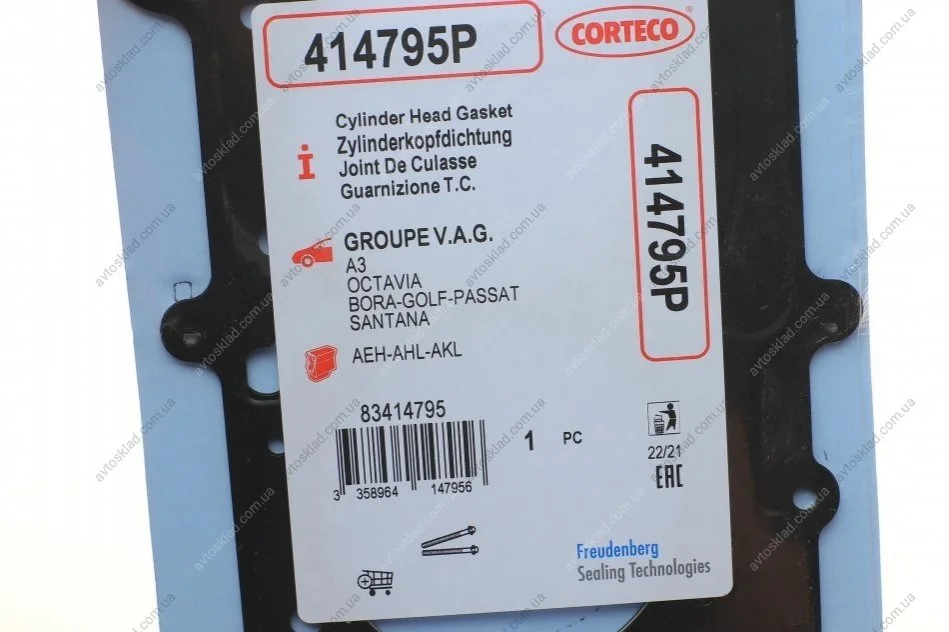 414795P
CORTECO
Cylinder Head Gasket
Zylinderkopfdichtung
Joint De Culasse
Guarnizione T.C.
414795P
GROUPE V.A.G.
A3
OCTAVIA
BORA-GOLF-PASSAT
SANTANA
AEH-AHL-AKL
83414795
1 PC
22/21
EAC
3 358964 147956
Freudenberg
Sealing Technologies
avtosklad.com.ua